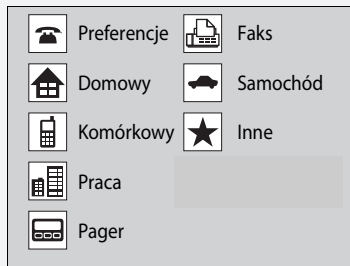 Preferencje Faks
Domowy Samochód
Komórkowy Inne
Praca
Pager